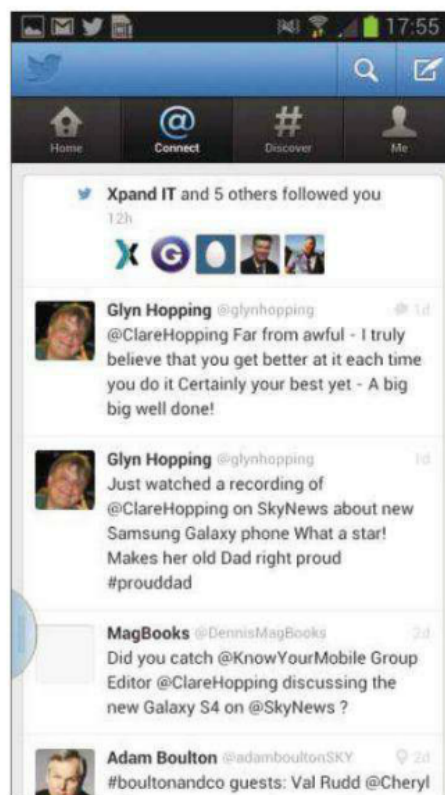 17:55
Home Connect Discover Me
Xpand IT and 5 others followed you
12h
Glyn Hopping @glynhopping 1d
@ClareHopping Far from awful - I truly
believe that you get better at it each time
you do it Certainly your best yet - A big
big well done!
Glyn Hopping @glynhopping 1d
Just watched a recording of
@ClareHopping on SkyNews about new
Samsung Galaxy phone What a star!
Makes her old Dad right proud
#prouddad
MagBooks @DennisMagBooks 2d
Did you catch @KnowYourMobile Group
Editor @ClareHopping discussing the
new Galaxy S4 on @SkyNews ?
Adam Boulton @adamboultonSKY 2d
#boultonandco guests: Val Rudd @Cheryl